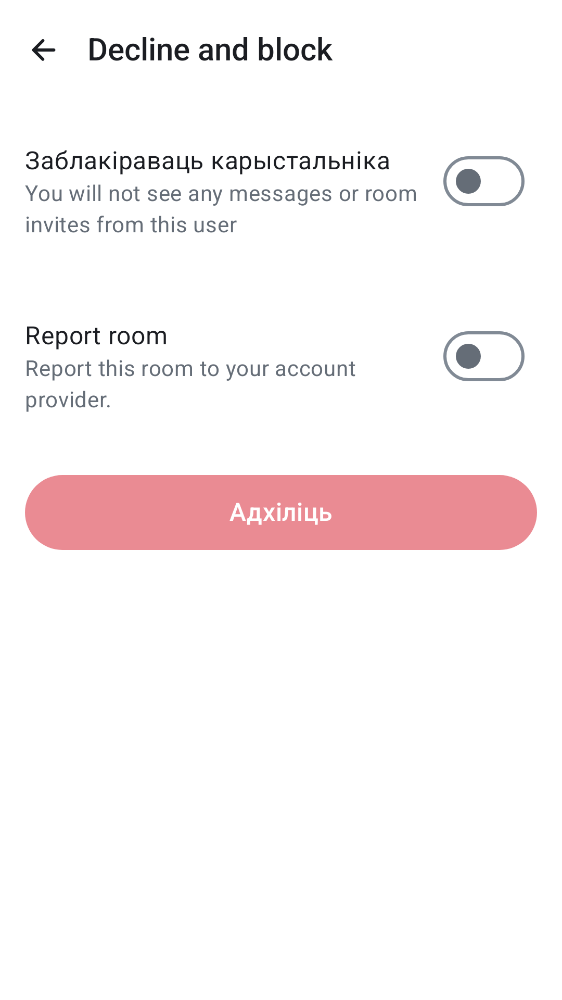 Decline and block
Заблакіраваць карыстальніка
You will not see any messages or room
invites from this user
Report room
Report this room to your account
provider.
Адхіліць